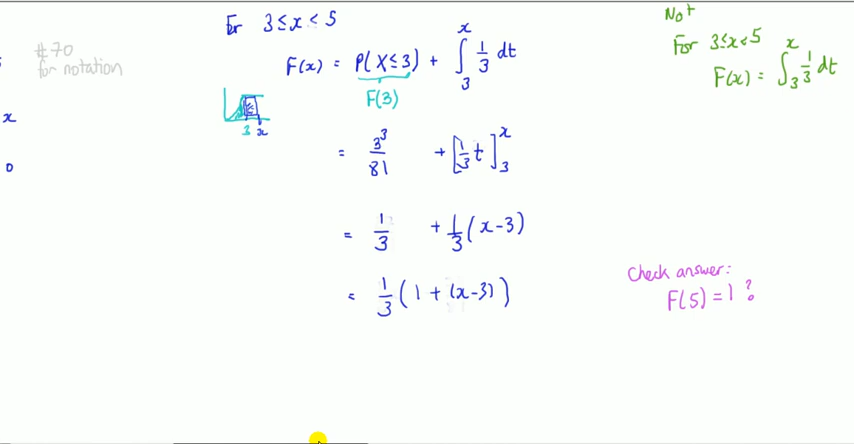 For 3 ≤ x < 5
F(x) = P(X ≤ 3) + ∫₃ˣ 1/3 dt
F(3)
3 x
= 3³/81 + [1/3 t]₃ˣ
= 1/3 + 1/3 (x-3)
= 1/3 (1 + (x-3))
#70
for notation
x
0
Not
For 3 ≤ x < 5
F(x) = ∫₃ˣ 1/3 dt
Check answer:
F(5) = 1 ?